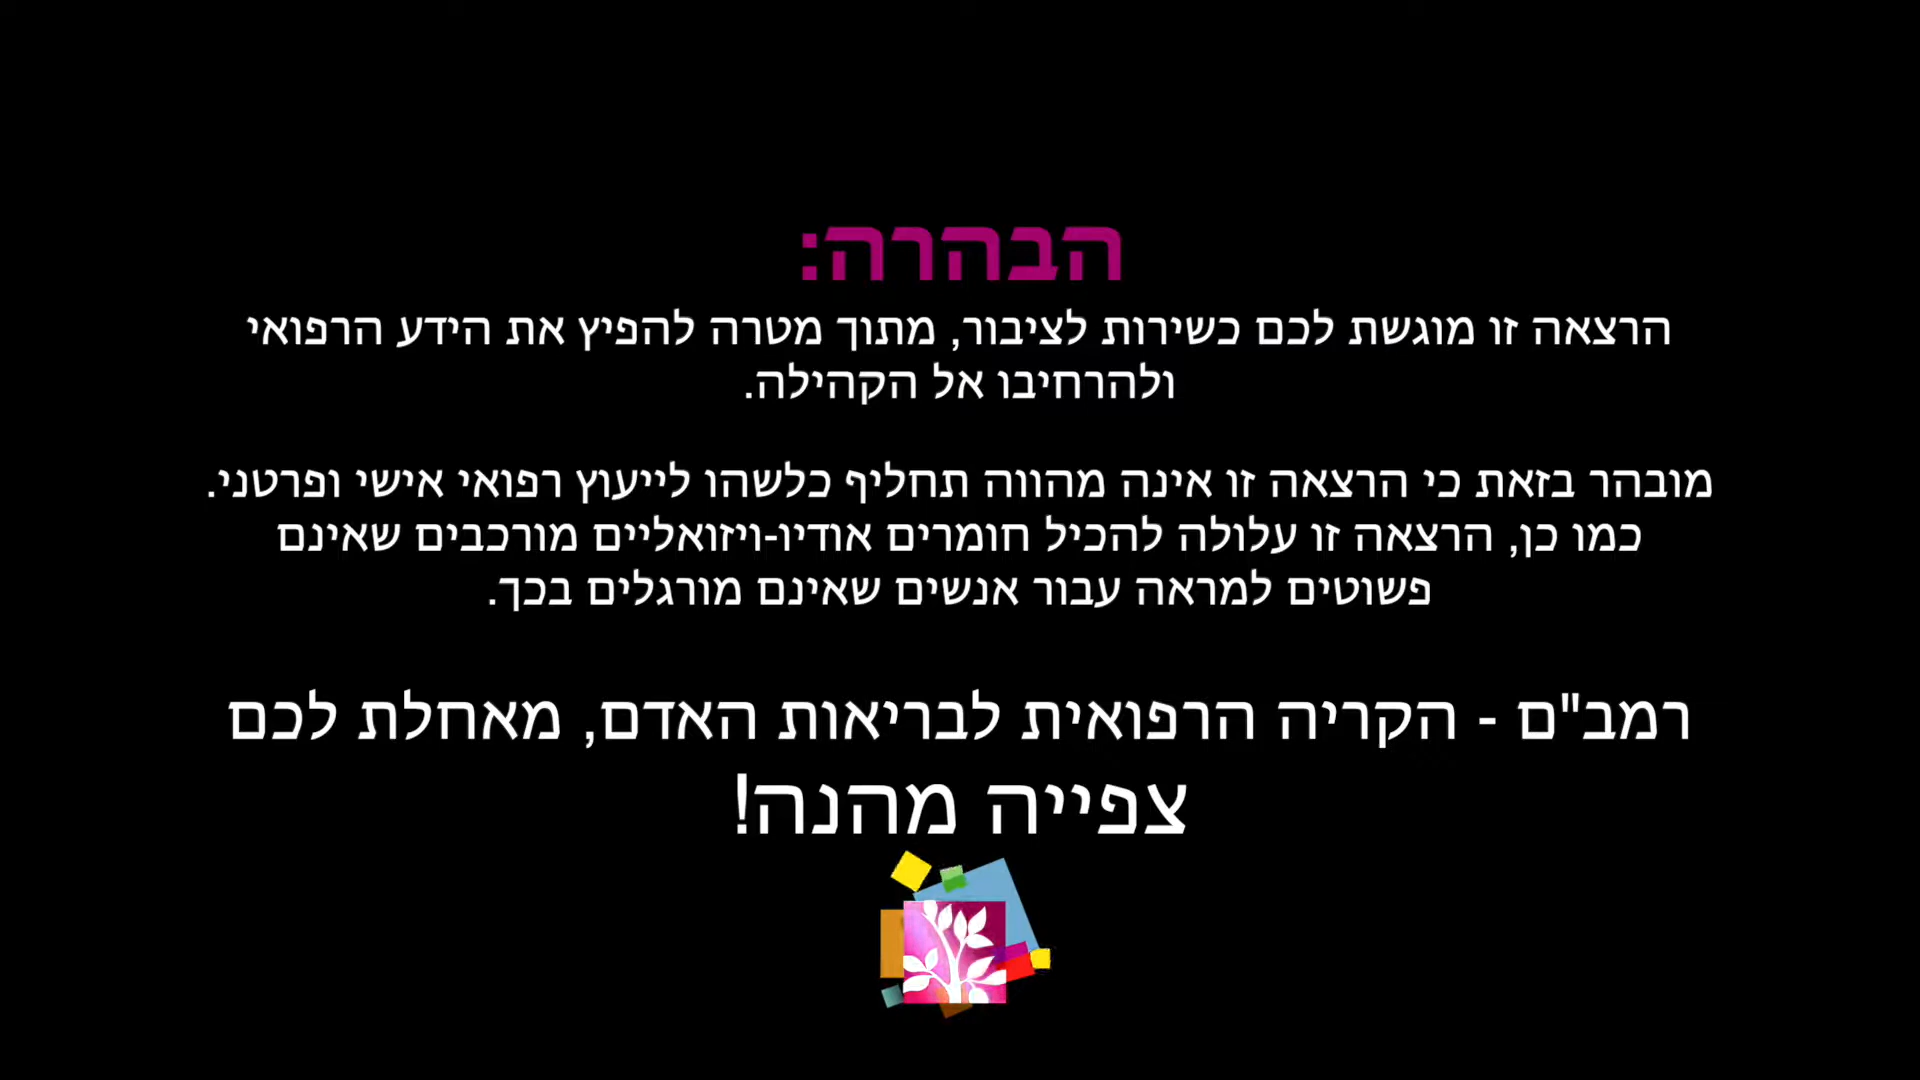 הבהרה:
הרצאה זו מוגשת לכם כשירות לציבור, מתוך מטרה להפיץ את הידע הרפואי
ולהרחיבו אל הקהילה.
מובהר בזאת כי הרצאה זו אינה מהווה תחליף כלשהו לייעוץ רפואי אישי ופרטני.
כמו כן, הרצאה זו עלולה להכיל חומרים אודיו-ויזואליים מורכבים שאינם
פשוטים למראה עבור אנשים שאינם מורגלים בכך.
רמב"ם - הקריה הרפואית לבריאות האדם, מאחלת לכם
צפייה מהנה!